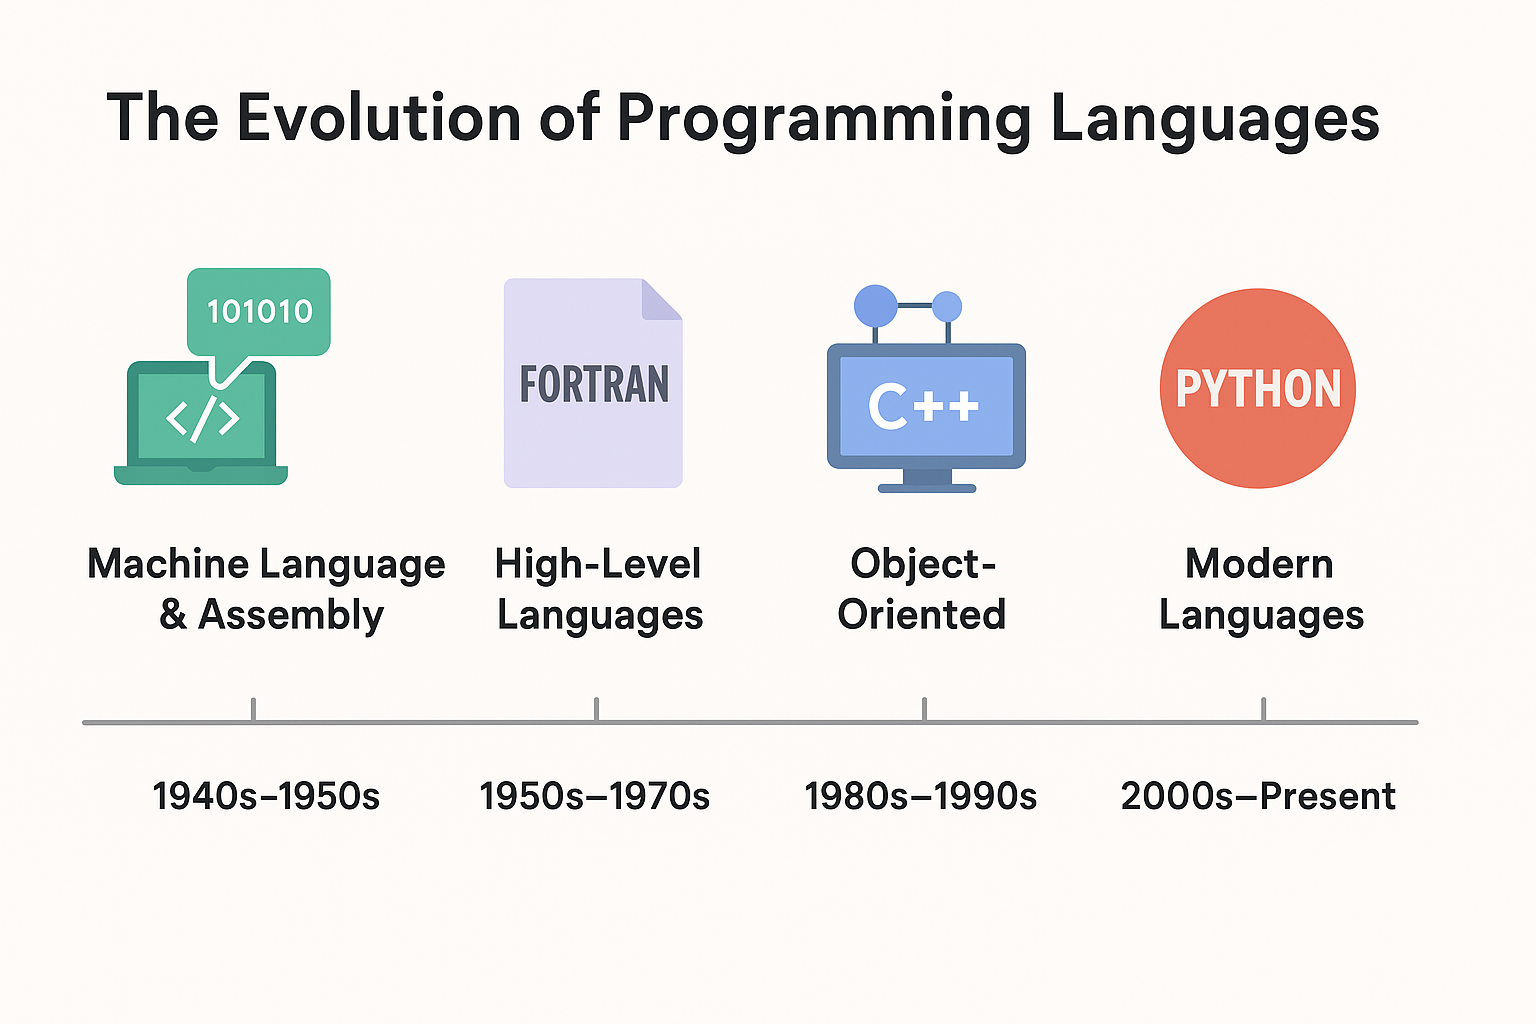 The Evolution of Programming Languages
101010
</>
FORTRAN
C++
PYTHON
Machine Language
& Assembly
High-Level
Languages
Object-
Oriented
Modern
Languages
1940s–1950s
1950s–1970s
1980s–1990s
2000s–Present